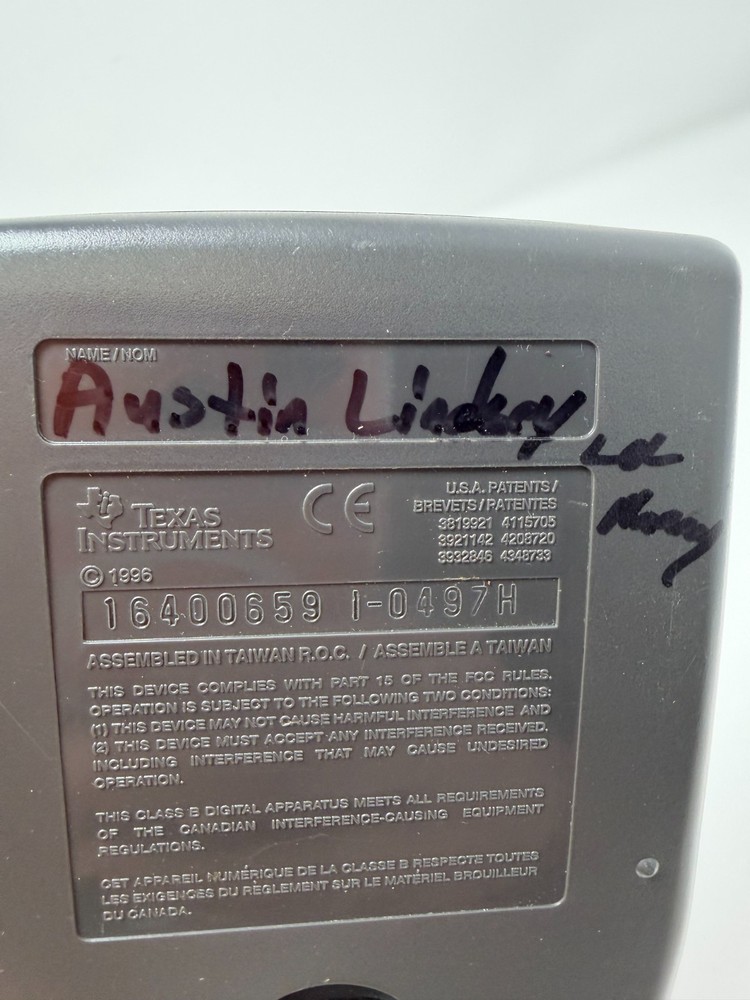 NAME/NOM
Austin Lindsey
TEXAS
INSTRUMENTS
CE
U.S.A. PATENTS/
BREVETS/PATENTES
3819921 4115705
3921142 4208720
3932846 4348733
© 1996
16400659 I-0497H
ASSEMBLED IN TAIWAN R.O.C. / ASSEMBLE A TAIWAN
THIS DEVICE COMPLIES WITH PART 15 OF THE FCC RULES.
OPERATION IS SUBJECT TO THE FOLLOWING TWO CONDITIONS:
(1) THIS DEVICE MAY NOT CAUSE HARMFUL INTERFERENCE AND
(2) THIS DEVICE MUST ACCEPT ANY INTERFERENCE RECEIVED,
INCLUDING INTERFERENCE THAT MAY CAUSE UNDESIRED
OPERATION.
THIS CLASS B DIGITAL APPARATUS MEETS ALL REQUIREMENTS
OF THE CANADIAN INTERFERENCE-CAUSING EQUIPMENT
REGULATIONS.
CET APPAREIL NUMÉRIQUE DE LA CLASSE B RESPECTE TOUTES
LES EXIGENCES DU RÈGLEMENT SUR LE MATERIEL BROUILLEUR
DU CANADA.